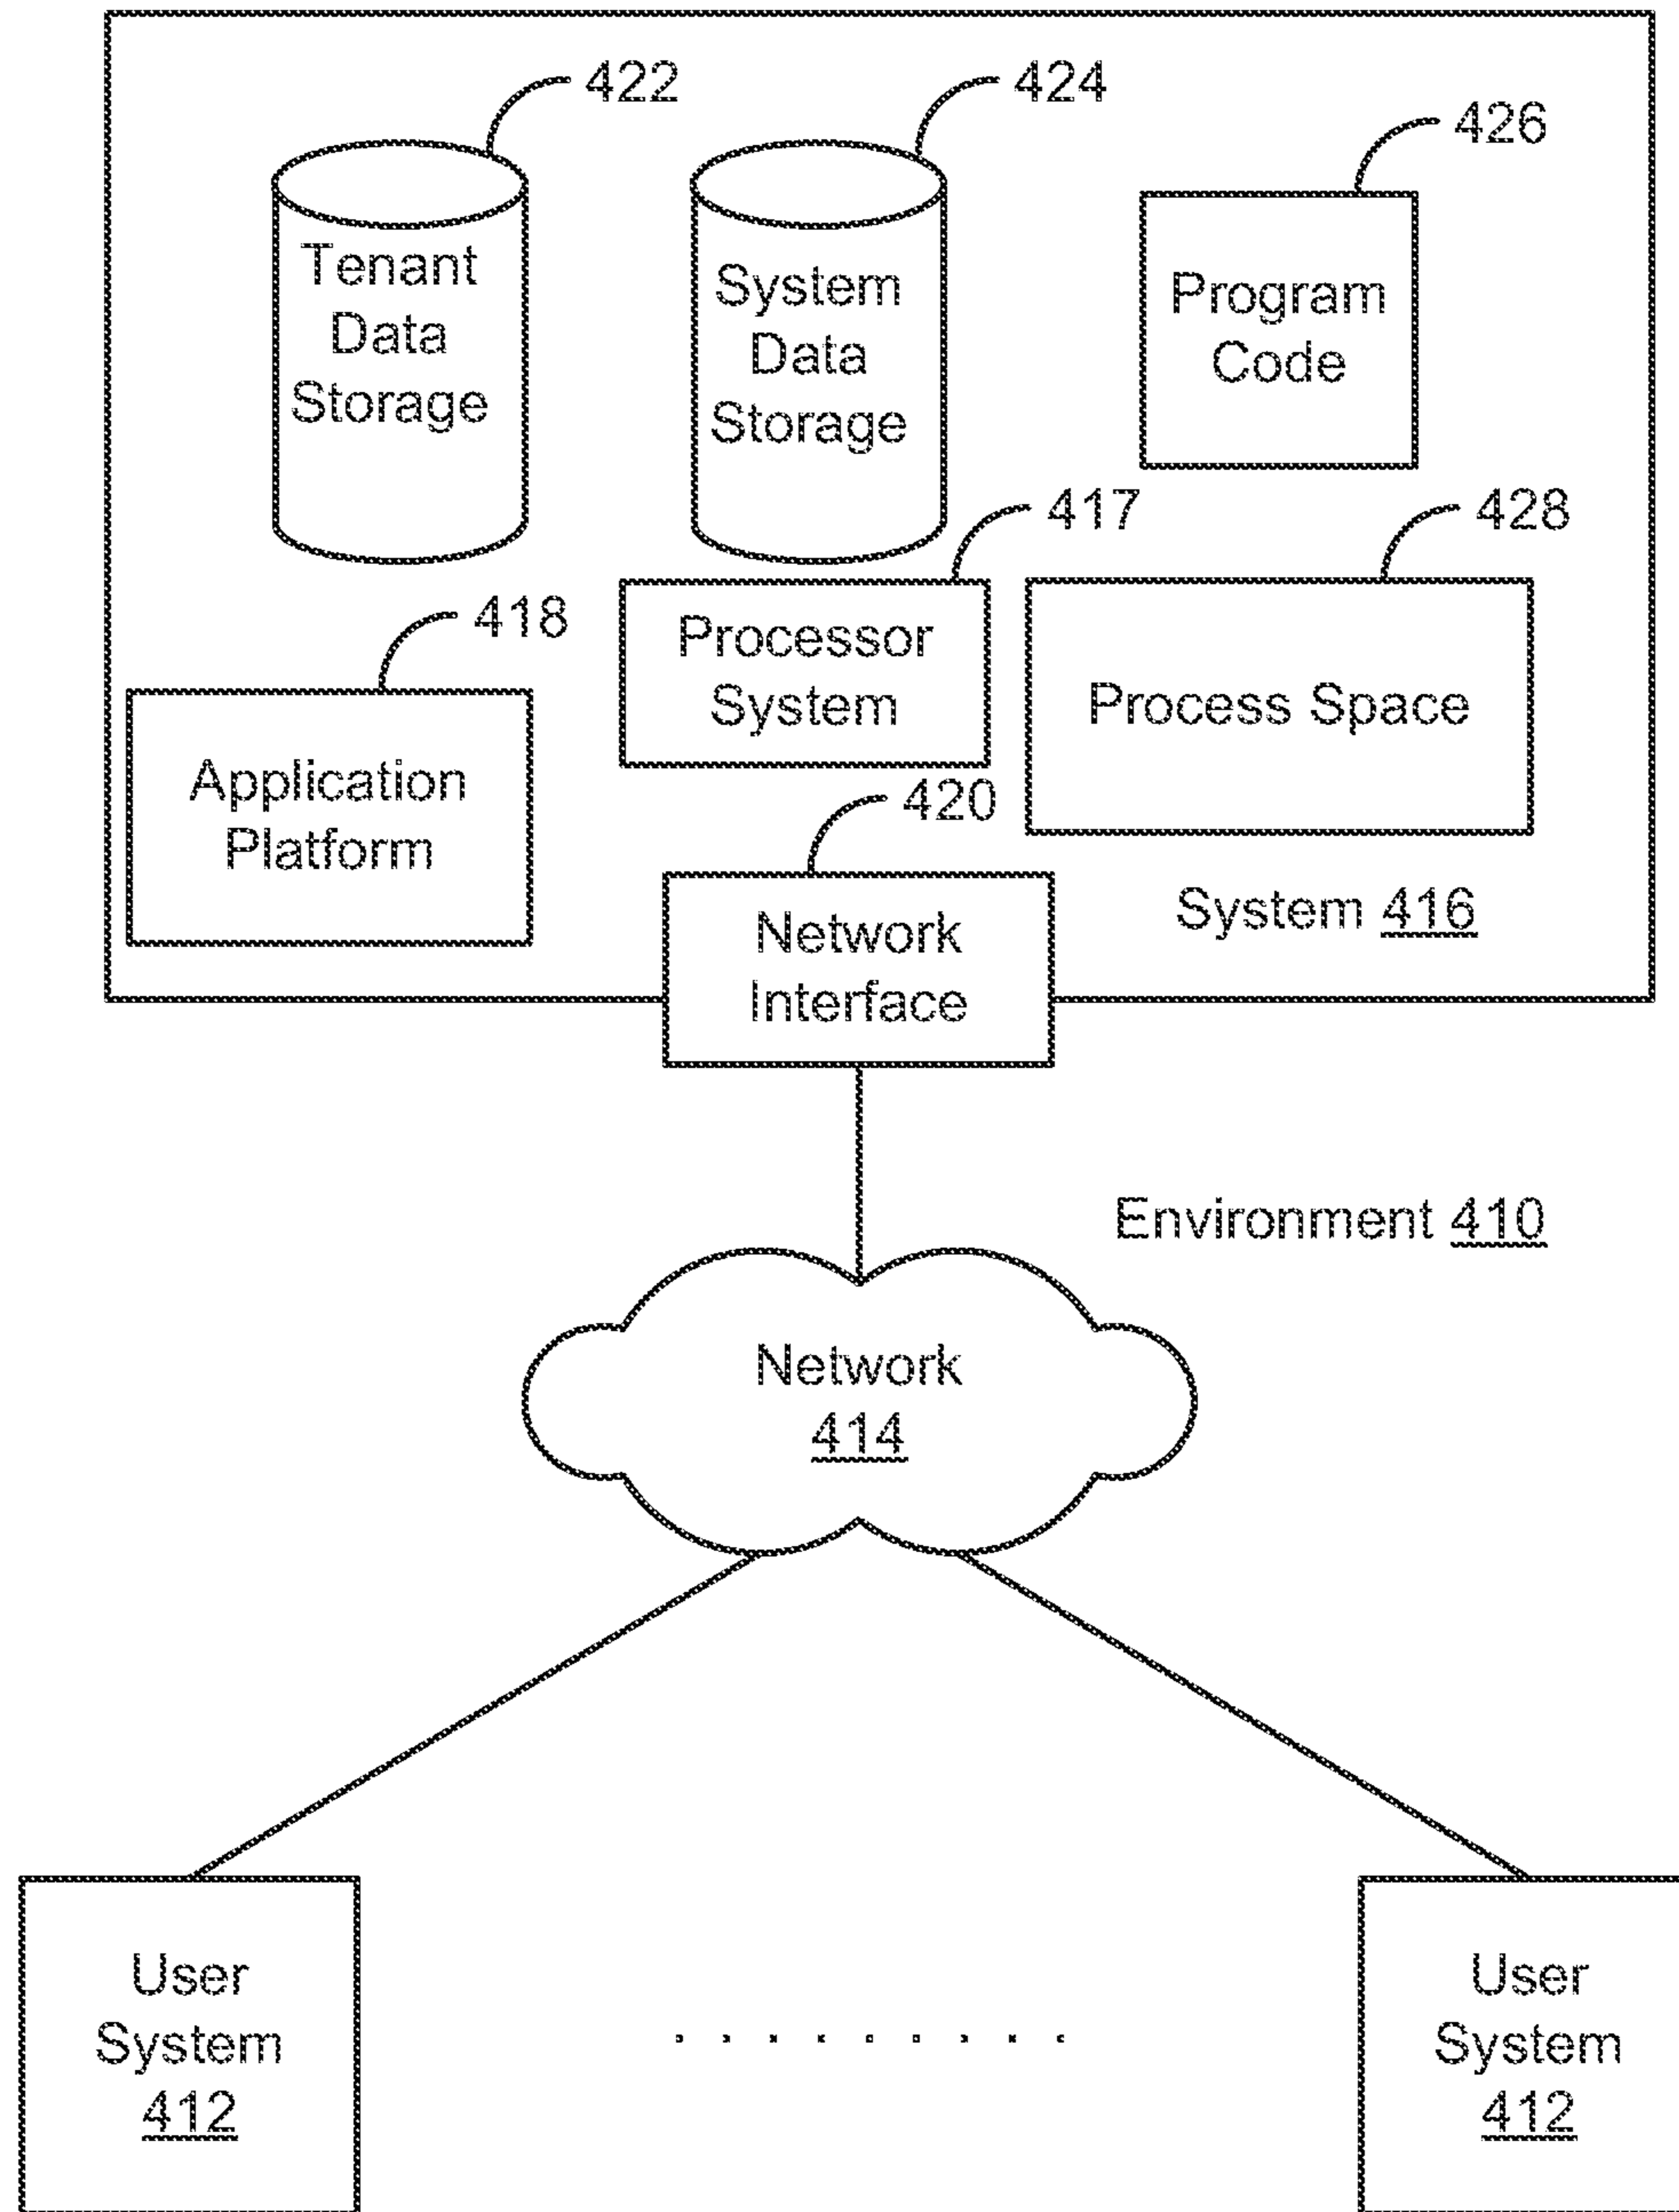 422
424
426
Tenant
Data
Storage
System
Data
Storage
Program
Code
417
428
418
Processor
System
Process Space
Application
Platform
420
System 416
Network
Interface
Environment 410
Network
414
User
System
412
User
System
412